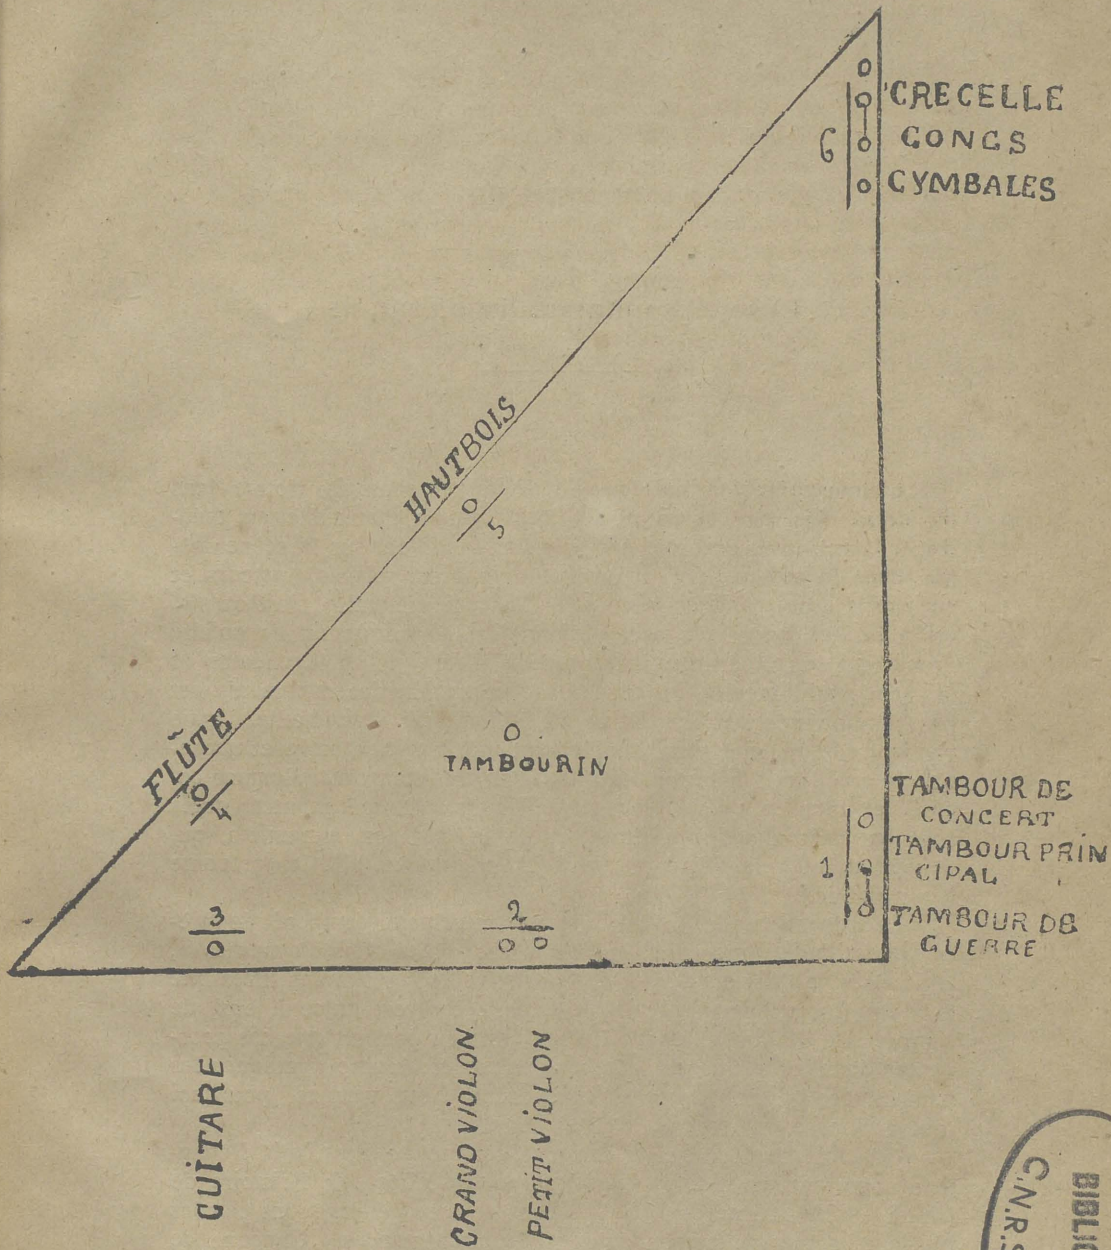 CRECELLE
6
GONGS
CYMBALES
HAUTBOIS
O
5
FLÛTE
O
4
O
TAMBOURIN
TAMBOUR DE
CONCERT
1
TAMBOUR PRIN
CIPAL
TAMBOUR DE
GUERRE
3
2
GUITARE
GRAND VIOLON
PETIT VIOLON
C.N.R.S